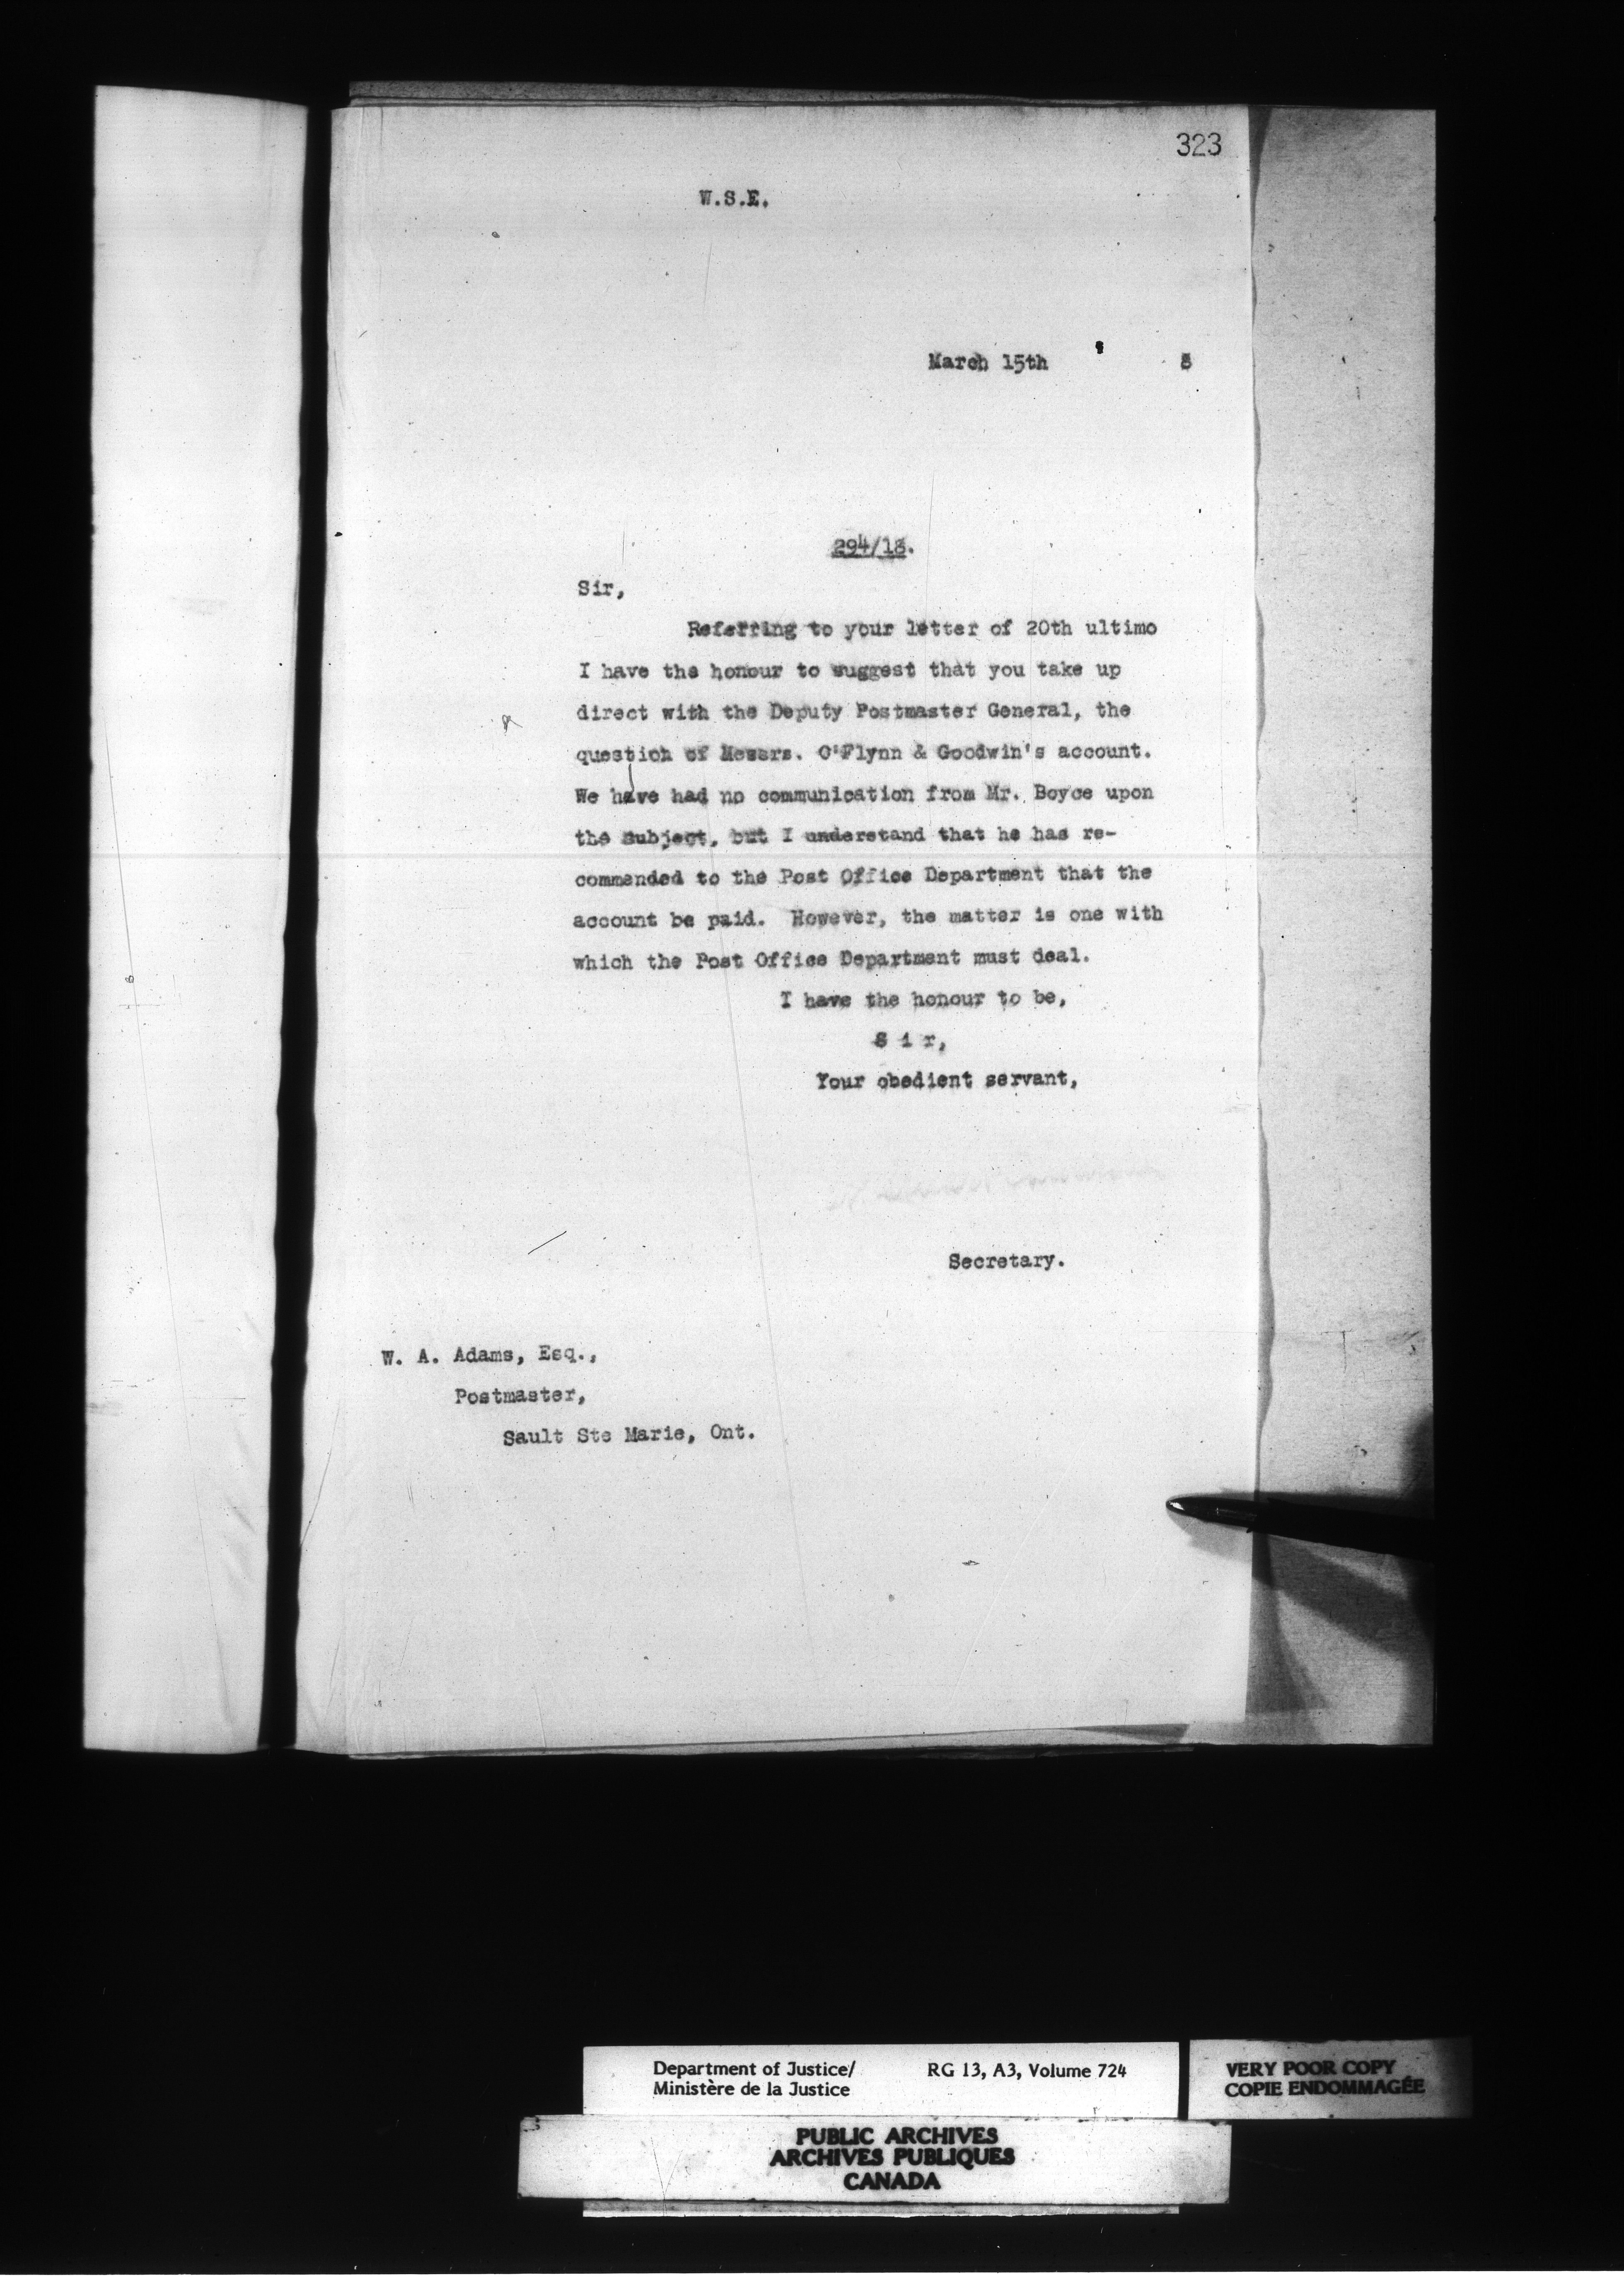 323
W.S.E.
March 15th 8
294/18.
Sir,
Referring to your letter of 20th ultimo
I have the honour to suggest that you take up
direct with the Deputy Postmaster General, the
question of Messrs. O'Flynn & Goodwin's account.
We have had no communication from Mr. Boyce upon
the subject, but I understand that he has re-
commended to the Post Office Department that the
account be paid. However, the matter is one with
which the Post Office Department must deal.
I have the honour to be,
S i r,
Your obedient servant,
Secretary.
W. A. Adams, Esq.,
Postmaster,
Sault Ste Marie, Ont.
Department of Justice/ RG 13, A3, Volume 724
Ministère de la Justice
VERY POOR COPY
COPIE ENDOMMAGÉE
PUBLIC ARCHIVES
ARCHIVES PUBLIQUES
CANADA